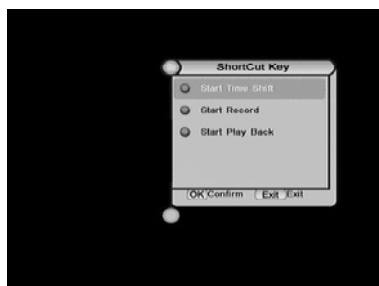 ShortCut Key
Start Time Shift
Start Record
Start Play Back
OK Confirm Exit Exit